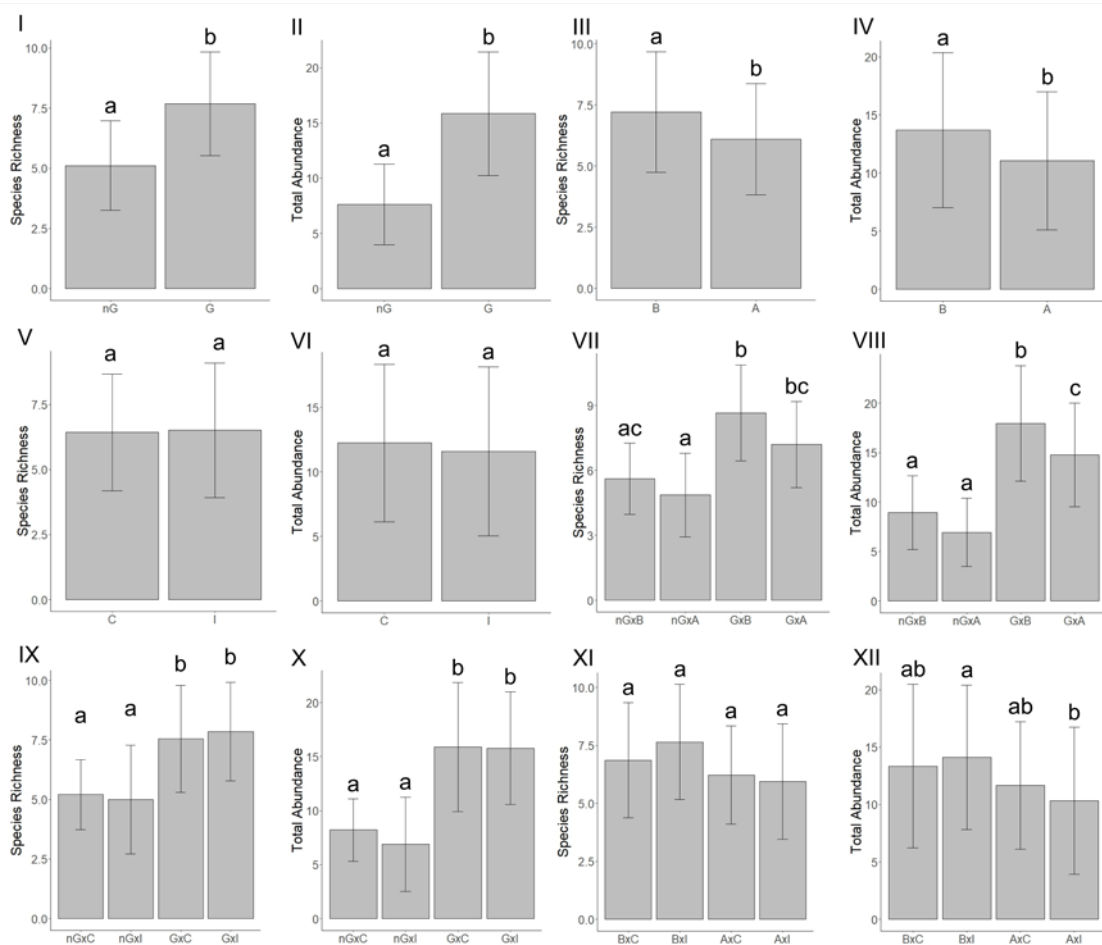 I
Species Richness
10.0
7.5
5.0
2.5
0.0
a
b
nG
G
II
Total Abundance
20
15
10
5
0
a
b
nG
G
III
Species Richness
10.0
7.5
5.0
2.5
0.0
a
b
B
A
IV
Total Abundance
20
15
10
5
0
a
b
B
A
V
Species Richness
7.5
5.0
2.5
0.0
a
a
C
I
VI
Total Abundance
15
10
5
0
a
a
C
I
VII
Species Richness
9
6
3
0
ac
a
b
bc
nGxB
nGxA
GxB
GxA
VIII
Total Abundance
20
15
10
5
0
a
a
b
c
nGxB
nGxA
GxB
GxA
IX
Species Richness
10.0
7.5
5.0
2.5
0.0
a
a
b
b
nGxC
nGxI
GxC
GxI
X
Total Abundance
20
15
10
5
0
a
a
b
b
nGxC
nGxI
GxC
GxI
XI
Species Richness
10.0
7.5
5.0
2.5
0.0
a
a
a
a
BxC
BxI
AxC
AxI
XII
Total Abundance
20
15
10
5
0
ab
a
ab
b
BxC
BxI
AxC
AxI